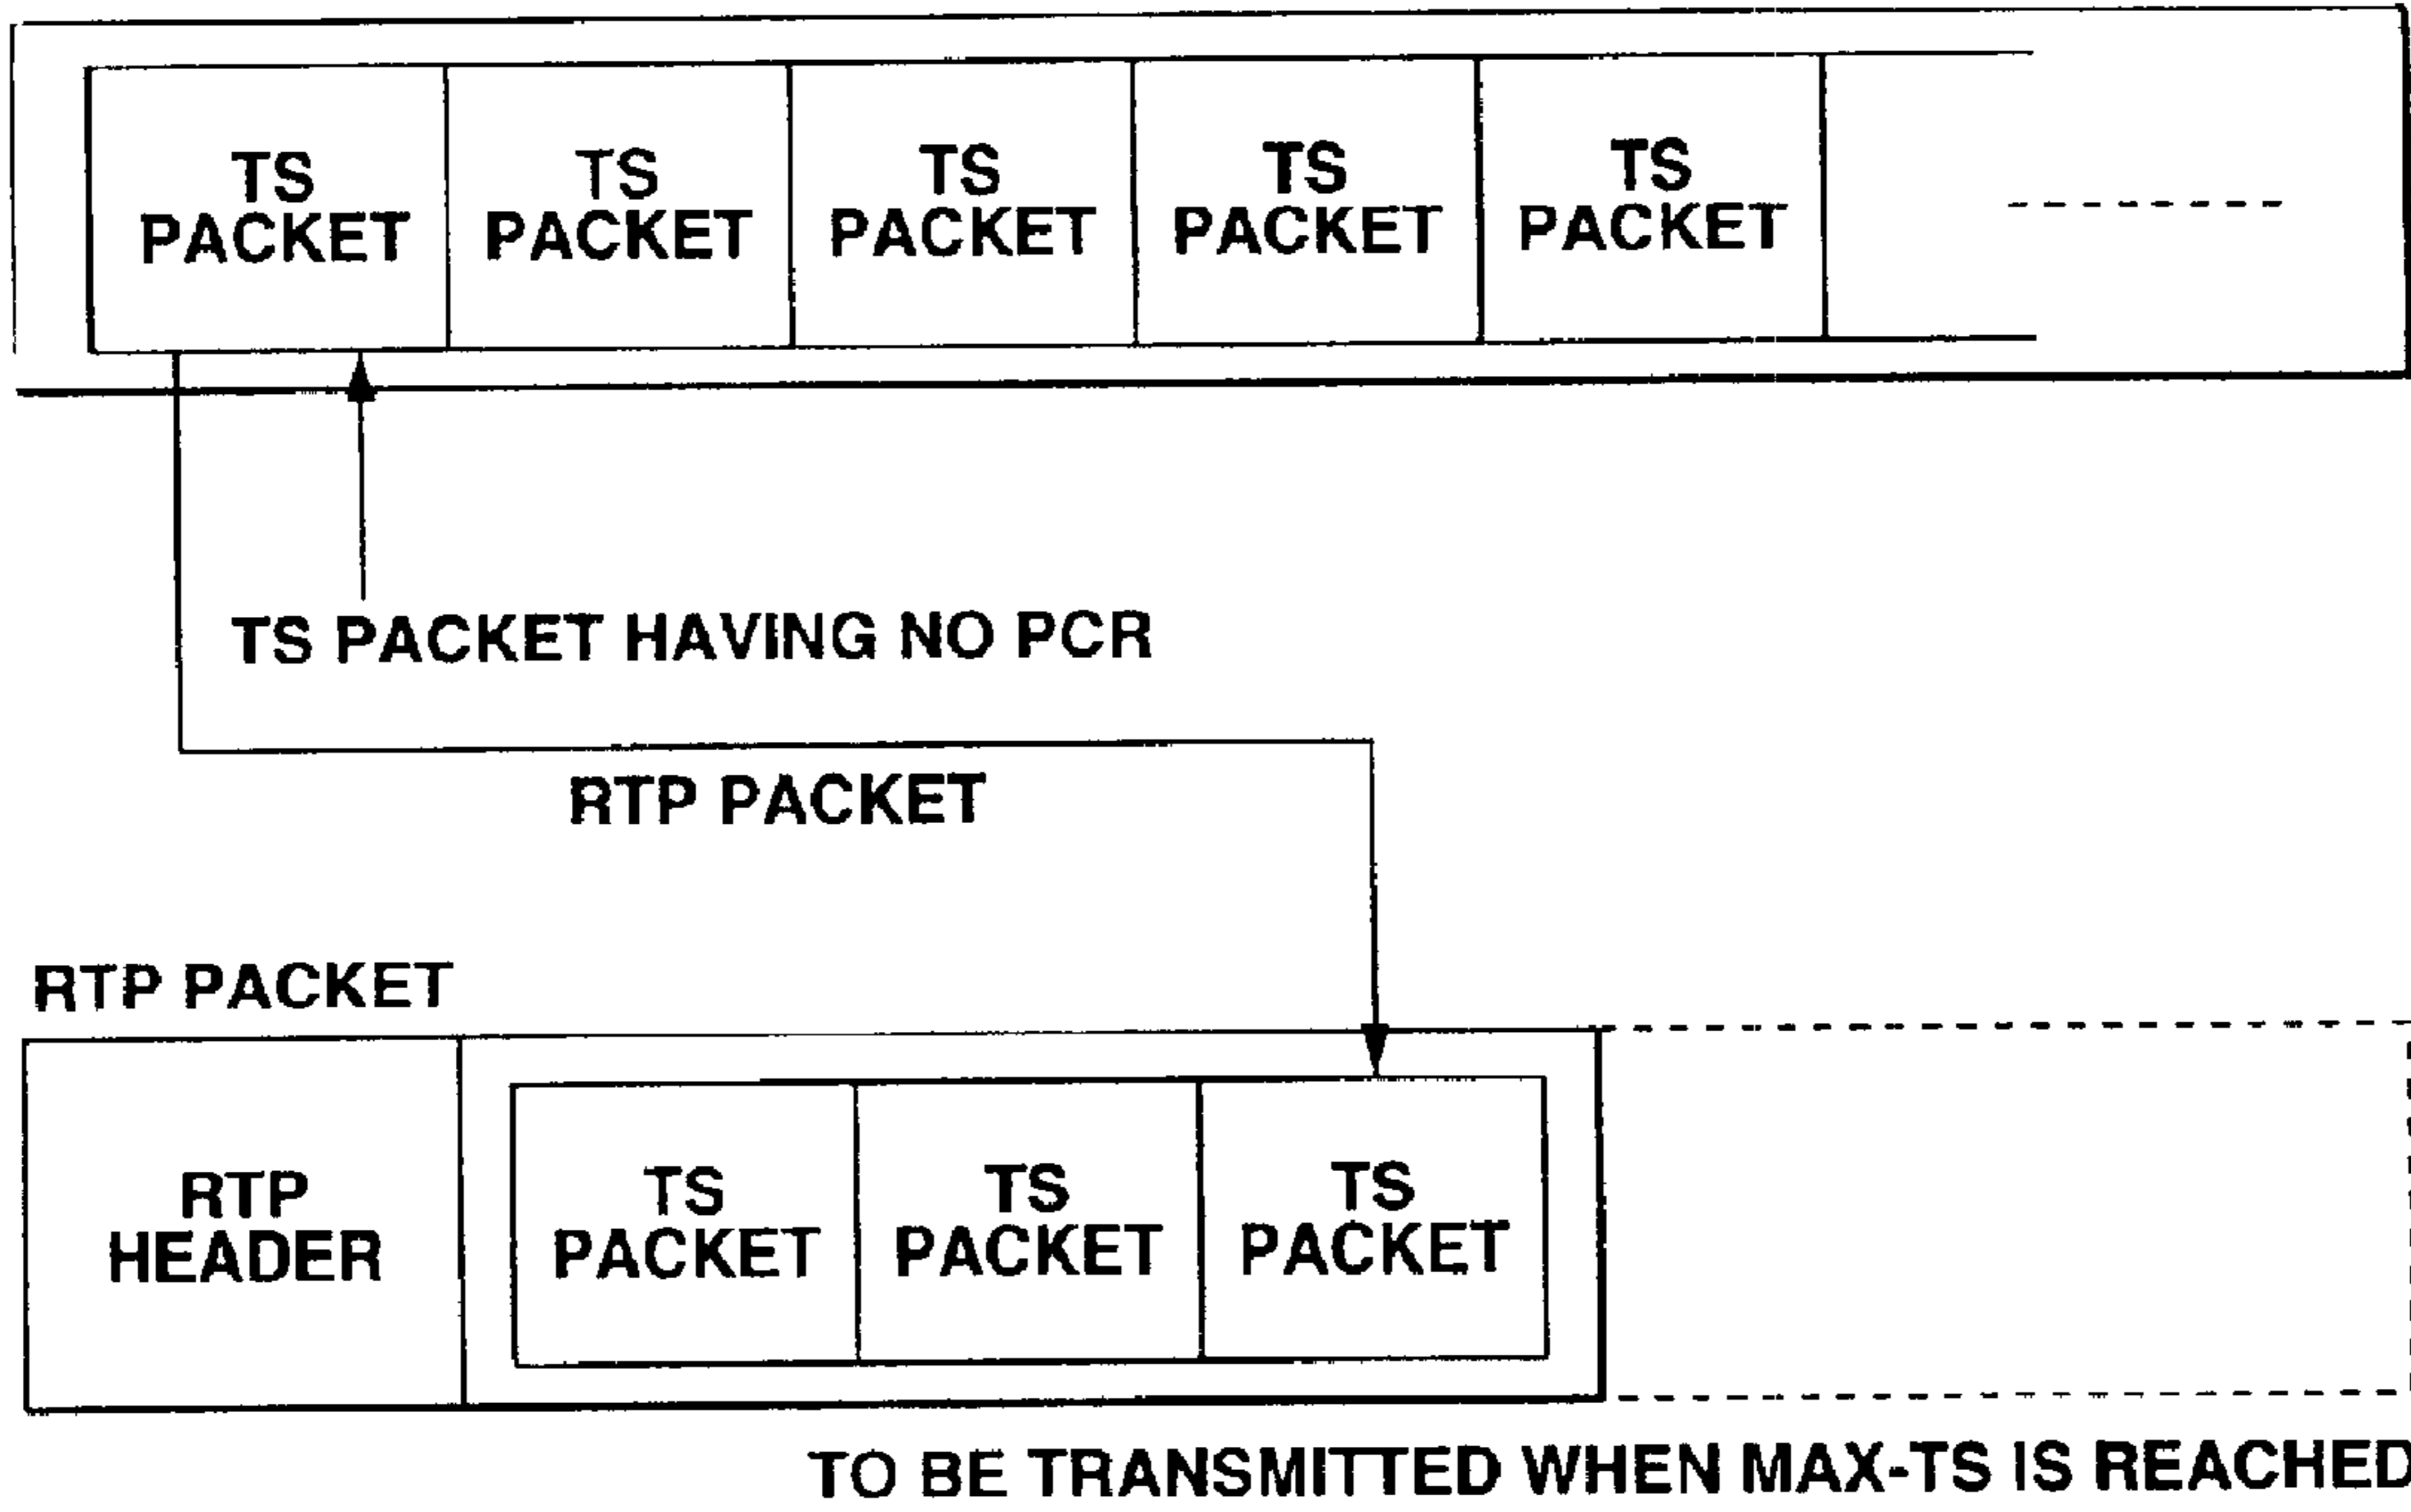 TS
PACKET
TS
PACKET
TS
PACKET
TS
PACKET
TS
PACKET
TS PACKET HAVING NO PCR
RTP PACKET
RTP PACKET
RTP
HEADER
TS
PACKET
TS
PACKET
TS
PACKET
TO BE TRANSMITTED WHEN MAX-TS IS REACHED